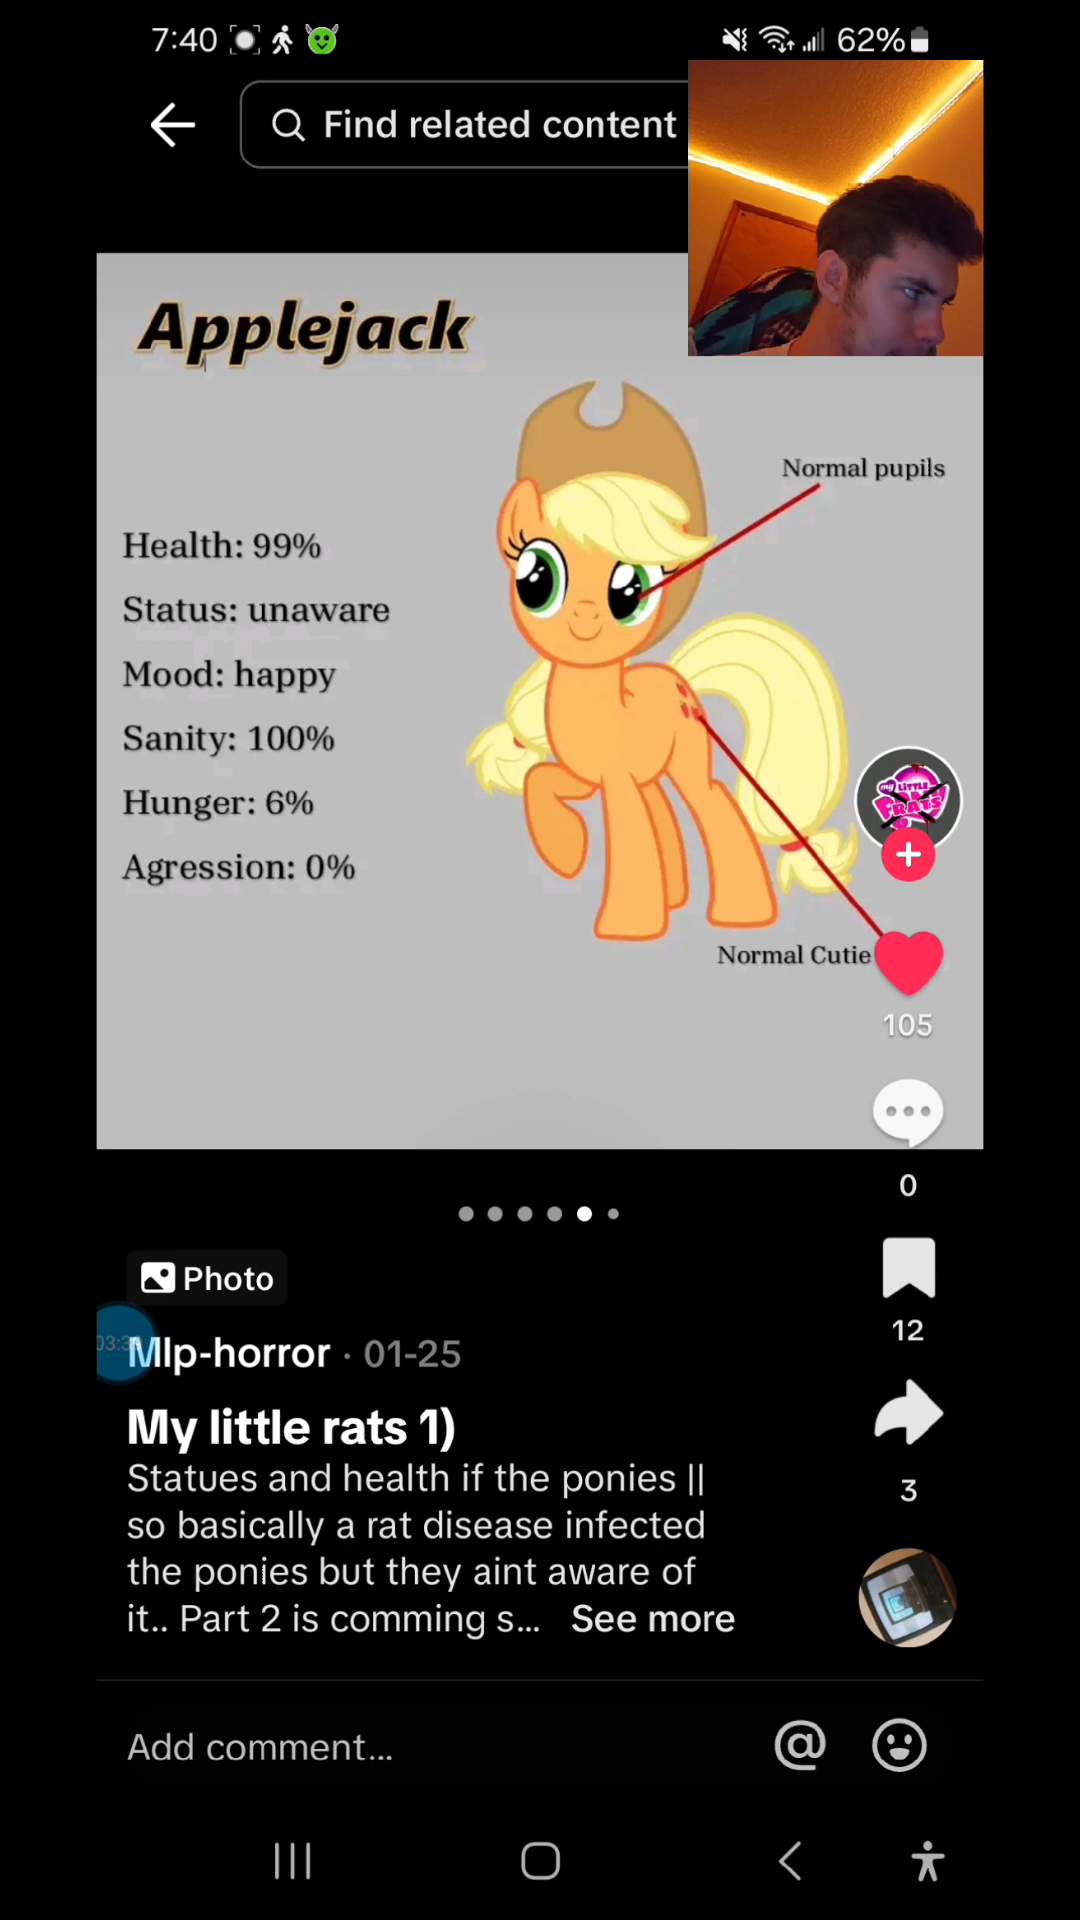 7:40
62%
Find related content
Applejack
Normal pupils
Health: 99%
Status: unaware
Mood: happy
Sanity: 100%
Hunger: 6%
Agression: 0%
my LITTLE
RATS
Normal Cutie
105
0
Photo
12
Mlp-horror · 01-25
My little rats 1)
Statues and health if the ponies ||
so basically a rat disease infected
the ponies but they aint aware of
it.. Part 2 is comming s... See more
3
Add comment...